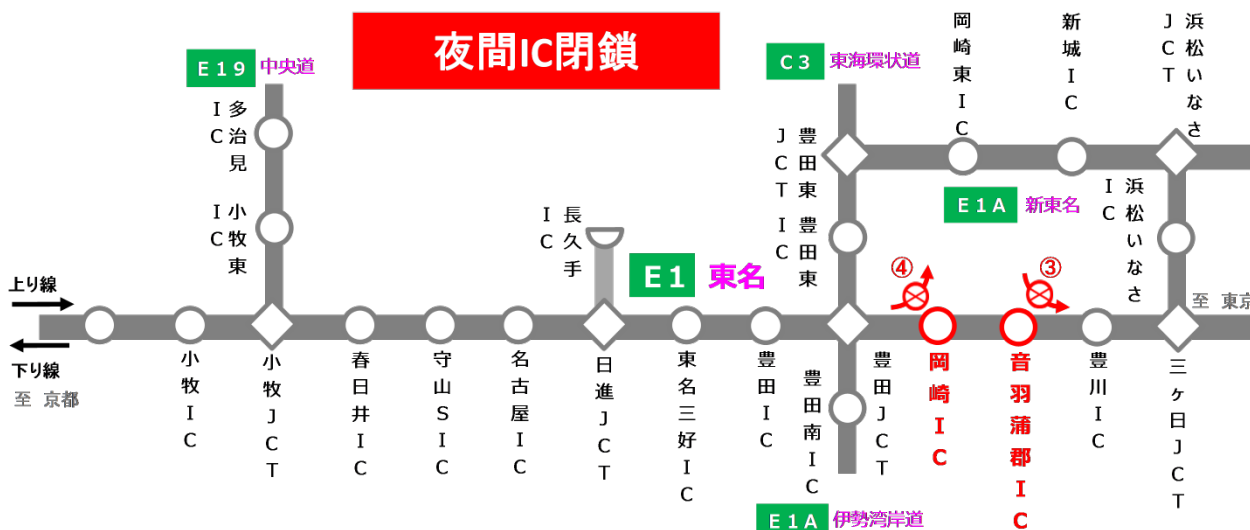 夜間IC閉鎖
E19 中央道
多治見IC
小牧東IC
長久手IC
E1 東名
C3 東海環状道
豊田東JCT
豊田東IC
岡崎東IC
新城IC
浜松いなさJCT
浜松いなさIC
E1A 新東名
④
③
至 東京
上り線
下り線
至 京都
小牧IC
小牧JCT
春日井IC
守山SIC
名古屋IC
日進JCT
東名三好IC
豊田IC
豊田南IC
豊田JCT
岡崎IC
音羽蒲郡IC
豊川IC
三ヶ日JCT
E1A 伊勢湾岸道